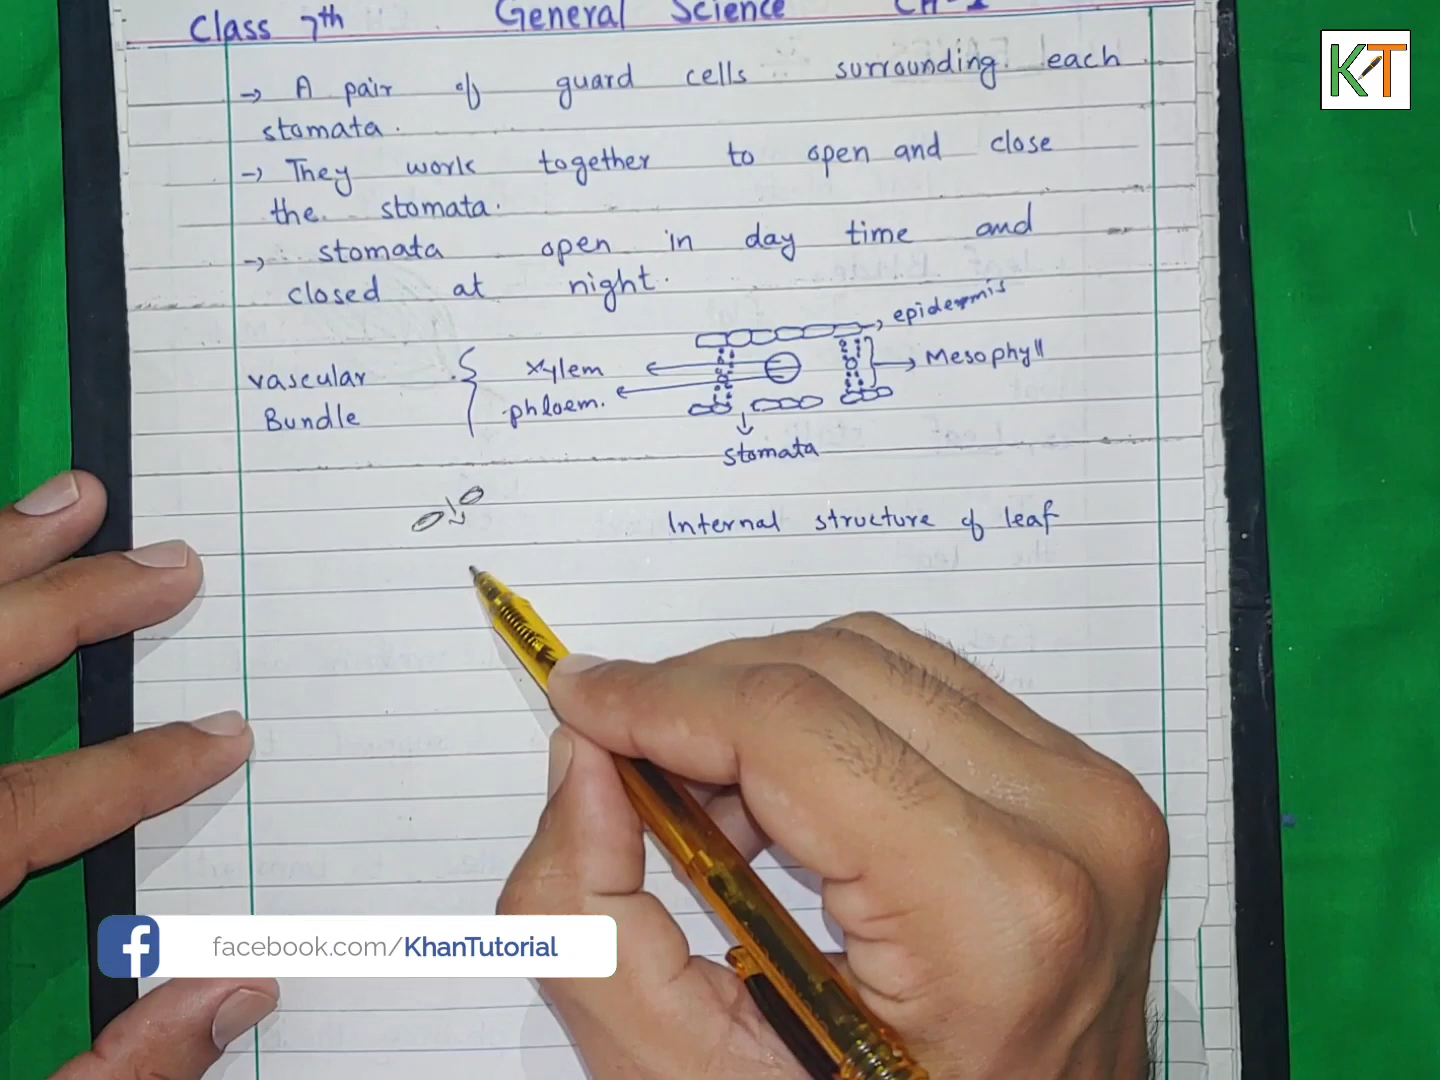 Class 7th General Science CH-1
KT
→ A pair of guard cells surrounding each
stomata.
→ They work together to open and close
the stomata.
→ stomata open in day time and
closed at night.
epidermis
Mesophyll
vascular
Bundle
Xylem
phloem.
stomata
Internal structure of leaf
facebook.com/KhanTutorial